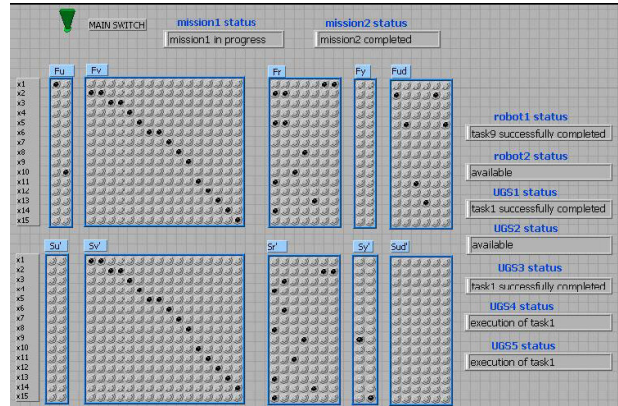 MAIN SWITCH
mission1 status
mission1 in progress
mission2 status
mission2 completed
Fu
Fv
Fr
Fy
Fud
x1
x2
x3
x4
x5
x6
x7
x8
x9
x10
x11
x12
x13
x14
x15
robot1 status
task9 successfully completed
robot2 status
available
UGS1 status
task1 successfully completed
UGS2 status
available
UGS3 status
task1 successfully completed
UGS4 status
execution of task1
UGS5 status
execution of task1
Su'
Sv'
Sr'
Sy'
Sud'
x1
x2
x3
x4
x5
x6
x7
x8
x9
x10
x11
x12
x13
x14
x15